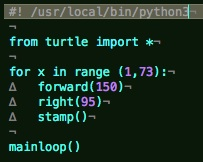 #! /usr/local/bin/python3¬
¬
from turtle import *¬
¬
for x in range (1,73):¬
Δ   forward(150)¬
Δ   right(95)¬
Δ   stamp()¬
¬
mainloop()